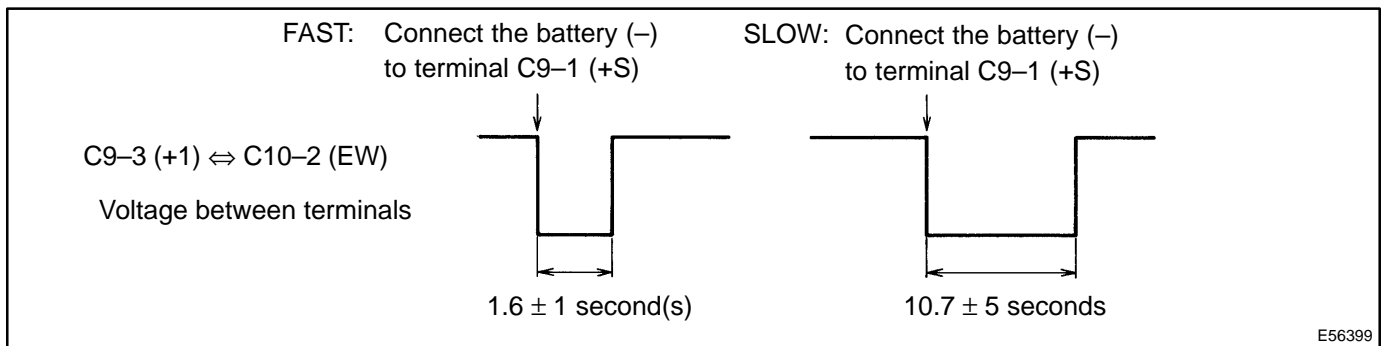 FAST: Connect the battery (–)
to terminal C9–1 (+S)
SLOW: Connect the battery (–)
to terminal C9–1 (+S)
C9–3 (+1) ⇔ C10–2 (EW)
Voltage between terminals
1.6 ± 1 second(s)
10.7 ± 5 seconds
E56399